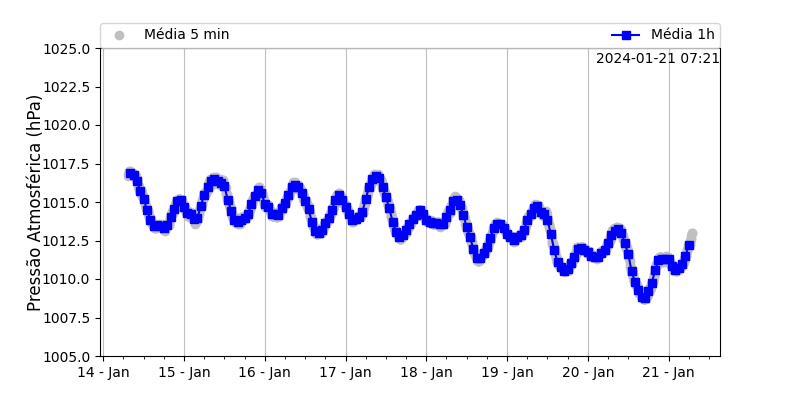 Média 5 min
Média 1h
2024-01-21 07:21
Pressão Atmosférica (hPa)
1025.0
1022.5
1020.0
1017.5
1015.0
1012.5
1010.0
1007.5
1005.0
14 - Jan
15 - Jan
16 - Jan
17 - Jan
18 - Jan
19 - Jan
20 - Jan
21 - Jan